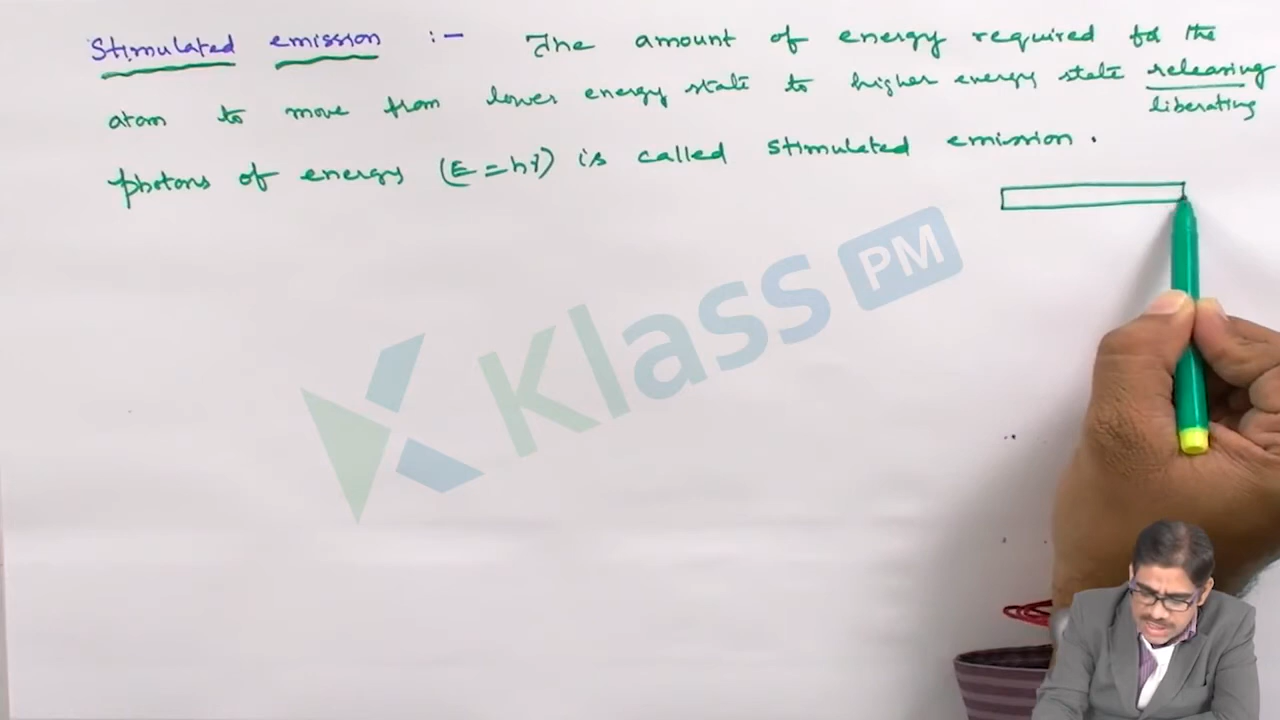 Stimulated emission :- The amount of energy required for the
atom to move from lower energy state to higher energy state releasing
liberating
photons of energy (E=hγ) is called stimulated emission.
Klass PM